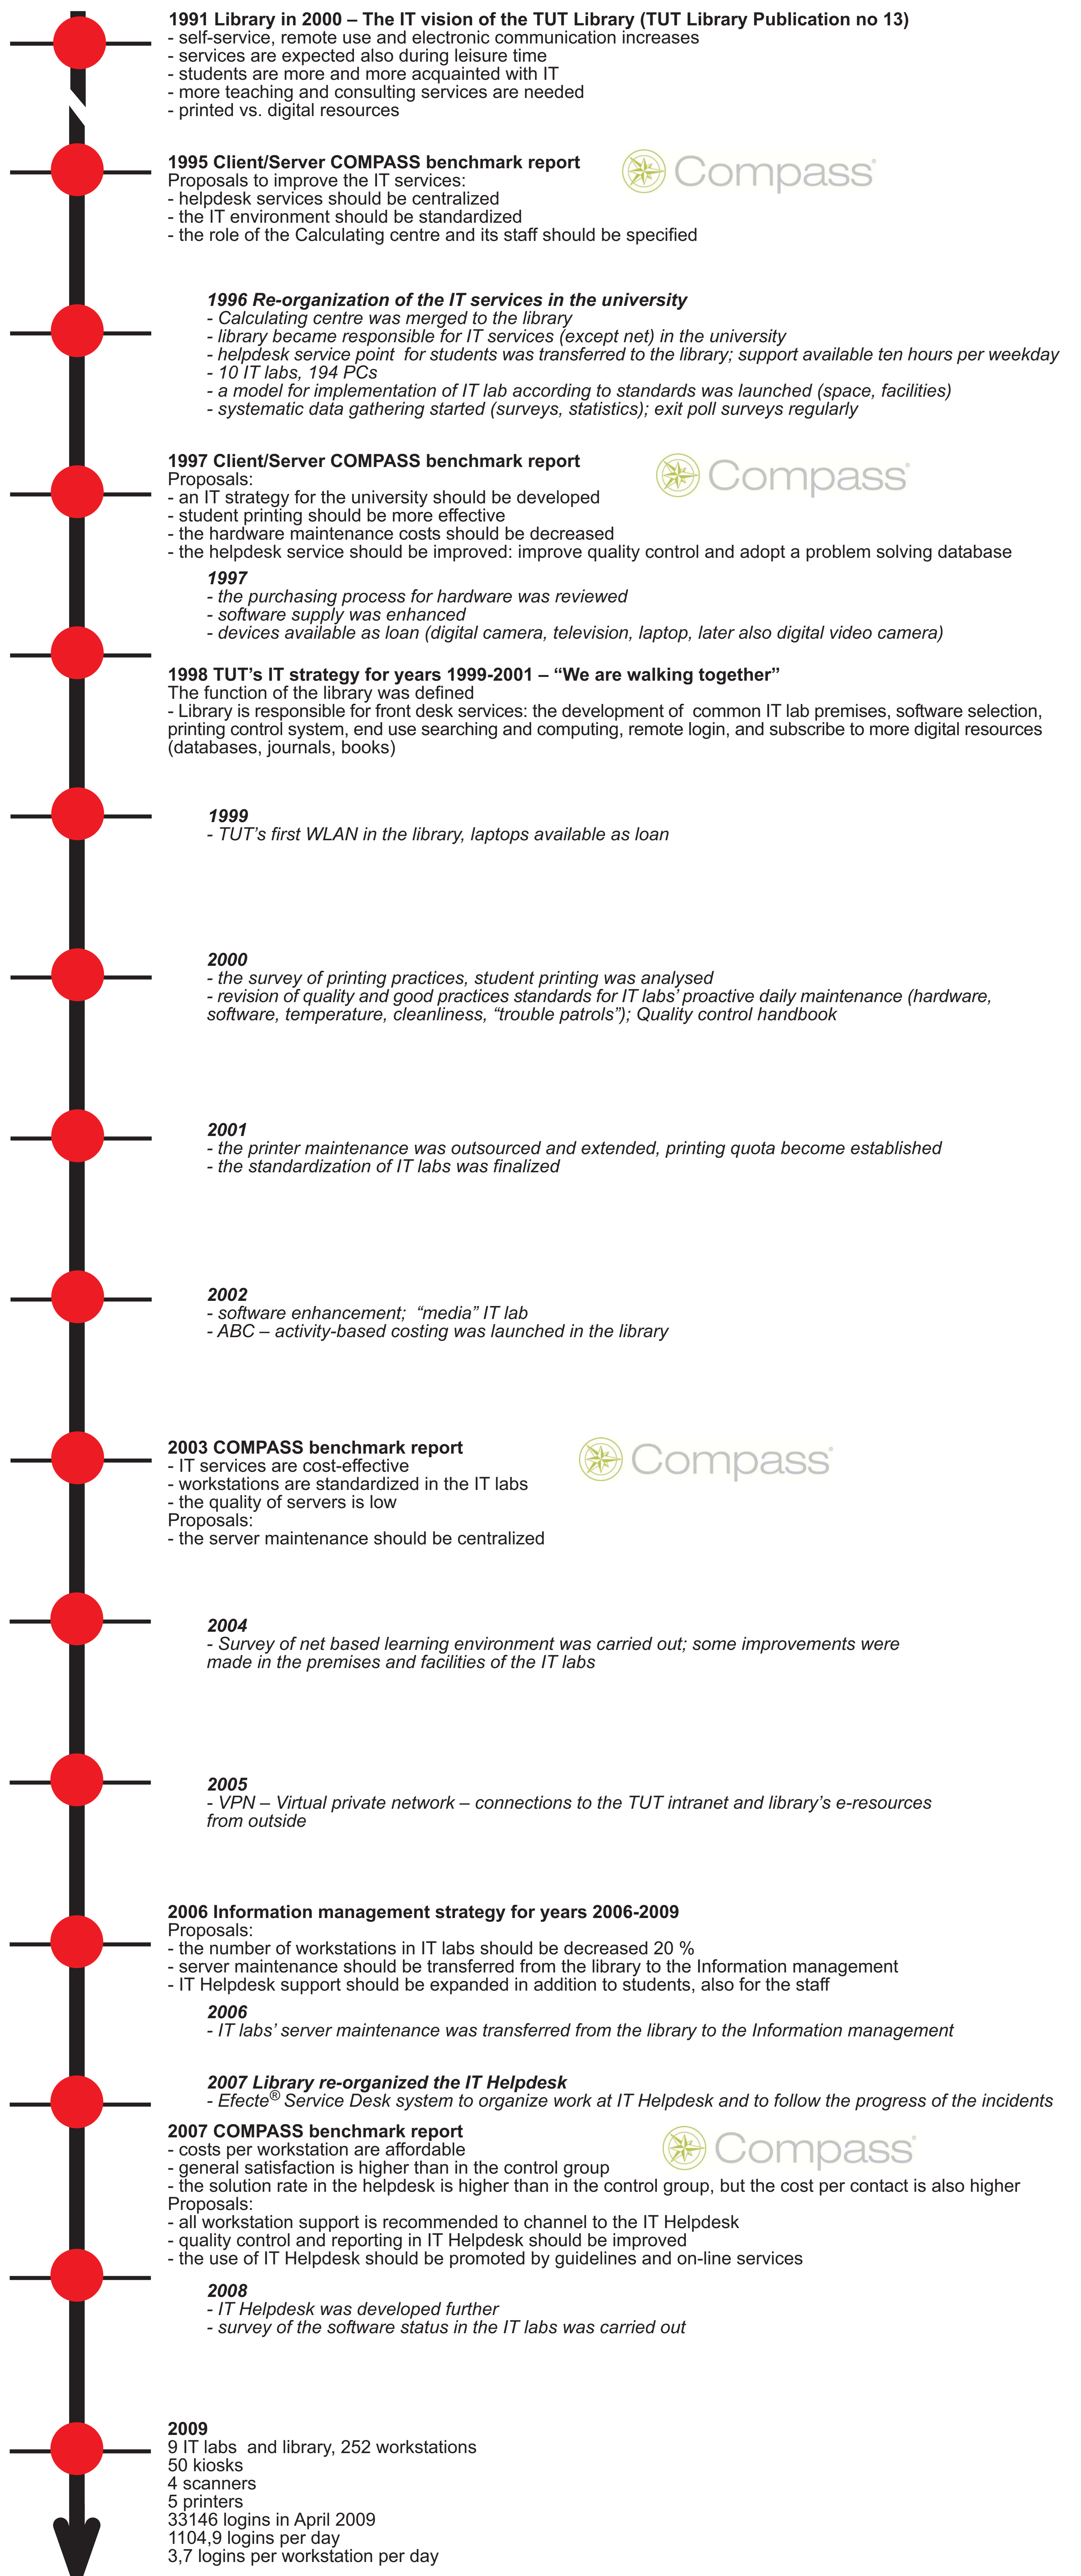 1991 Library in 2000 – The IT vision of the TUT Library (TUT Library Publication no 13)
- self-service, remote use and electronic communication increases
- services are expected also during leisure time
- students are more and more acquainted with IT
- more teaching and consulting services are needed
- printed vs. digital resources
1995 Client/Server COMPASS benchmark report
Compass®
Proposals to improve the IT services:
- helpdesk services should be centralized
- the IT environment should be standardized
- the role of the Calculating centre and its staff should be specified
1996 Re-organization of the IT services in the university
- Calculating centre was merged to the library
- library became responsible for IT services (except net) in the university
- helpdesk service point for students was transferred to the library; support available ten hours per weekday
- 10 IT labs, 194 PCs
- a model for implementation of IT lab according to standards was launched (space, facilities)
- systematic data gathering started (surveys, statistics); exit poll surveys regularly
1997 Client/Server COMPASS benchmark report
Compass®
Proposals:
- an IT strategy for the university should be developed
- student printing should be more effective
- the hardware maintenance costs should be decreased
- the helpdesk service should be improved: improve quality control and adopt a problem solving database
1997
- the purchasing process for hardware was reviewed
- software supply was enhanced
- devices available as loan (digital camera, television, laptop, later also digital video camera)
1998 TUT’s IT strategy for years 1999-2001 – “We are walking together”
The function of the library was defined
- Library is responsible for front desk services: the development of common IT lab premises, software selection,
printing control system, end use searching and computing, remote login, and subscribe to more digital resources
(databases, journals, books)
1999
- TUT’s first WLAN in the library, laptops available as loan
2000
- the survey of printing practices, student printing was analysed
- revision of quality and good practices standards for IT labs’ proactive daily maintenance (hardware,
software, temperature, cleanliness, “trouble patrols”); Quality control handbook
2001
- the printer maintenance was outsourced and extended, printing quota become established
- the standardization of IT labs was finalized
2002
- software enhancement; “media” IT lab
- ABC – activity-based costing was launched in the library
2003 COMPASS benchmark report
Compass®
- IT services are cost-effective
- workstations are standardized in the IT labs
- the quality of servers is low
Proposals:
- the server maintenance should be centralized
2004
- Survey of net based learning environment was carried out; some improvements were
made in the premises and facilities of the IT labs
2005
- VPN – Virtual private network – connections to the TUT intranet and library’s e-resources
from outside
2006 Information management strategy for years 2006-2009
Proposals:
- the number of workstations in IT labs should be decreased 20 %
- server maintenance should be transferred from the library to the Information management
- IT Helpdesk support should be expanded in addition to students, also for the staff
2006
- IT labs’ server maintenance was transferred from the library to the Information management
2007 Library re-organized the IT Helpdesk
- Efecte® Service Desk system to organize work at IT Helpdesk and to follow the progress of the incidents
2007 COMPASS benchmark report
Compass®
- costs per workstation are affordable
- general satisfaction is higher than in the control group
- the solution rate in the helpdesk is higher than in the control group, but the cost per contact is also higher
Proposals:
- all workstation support is recommended to channel to the IT Helpdesk
- quality control and reporting in IT Helpdesk should be improved
- the use of IT Helpdesk should be promoted by guidelines and on-line services
2008
- IT Helpdesk was developed further
- survey of the software status in the IT labs was carried out
2009
9 IT labs and library, 252 workstations
50 kiosks
4 scanners
5 printers
33146 logins in April 2009
1104,9 logins per day
3,7 logins per workstation per day